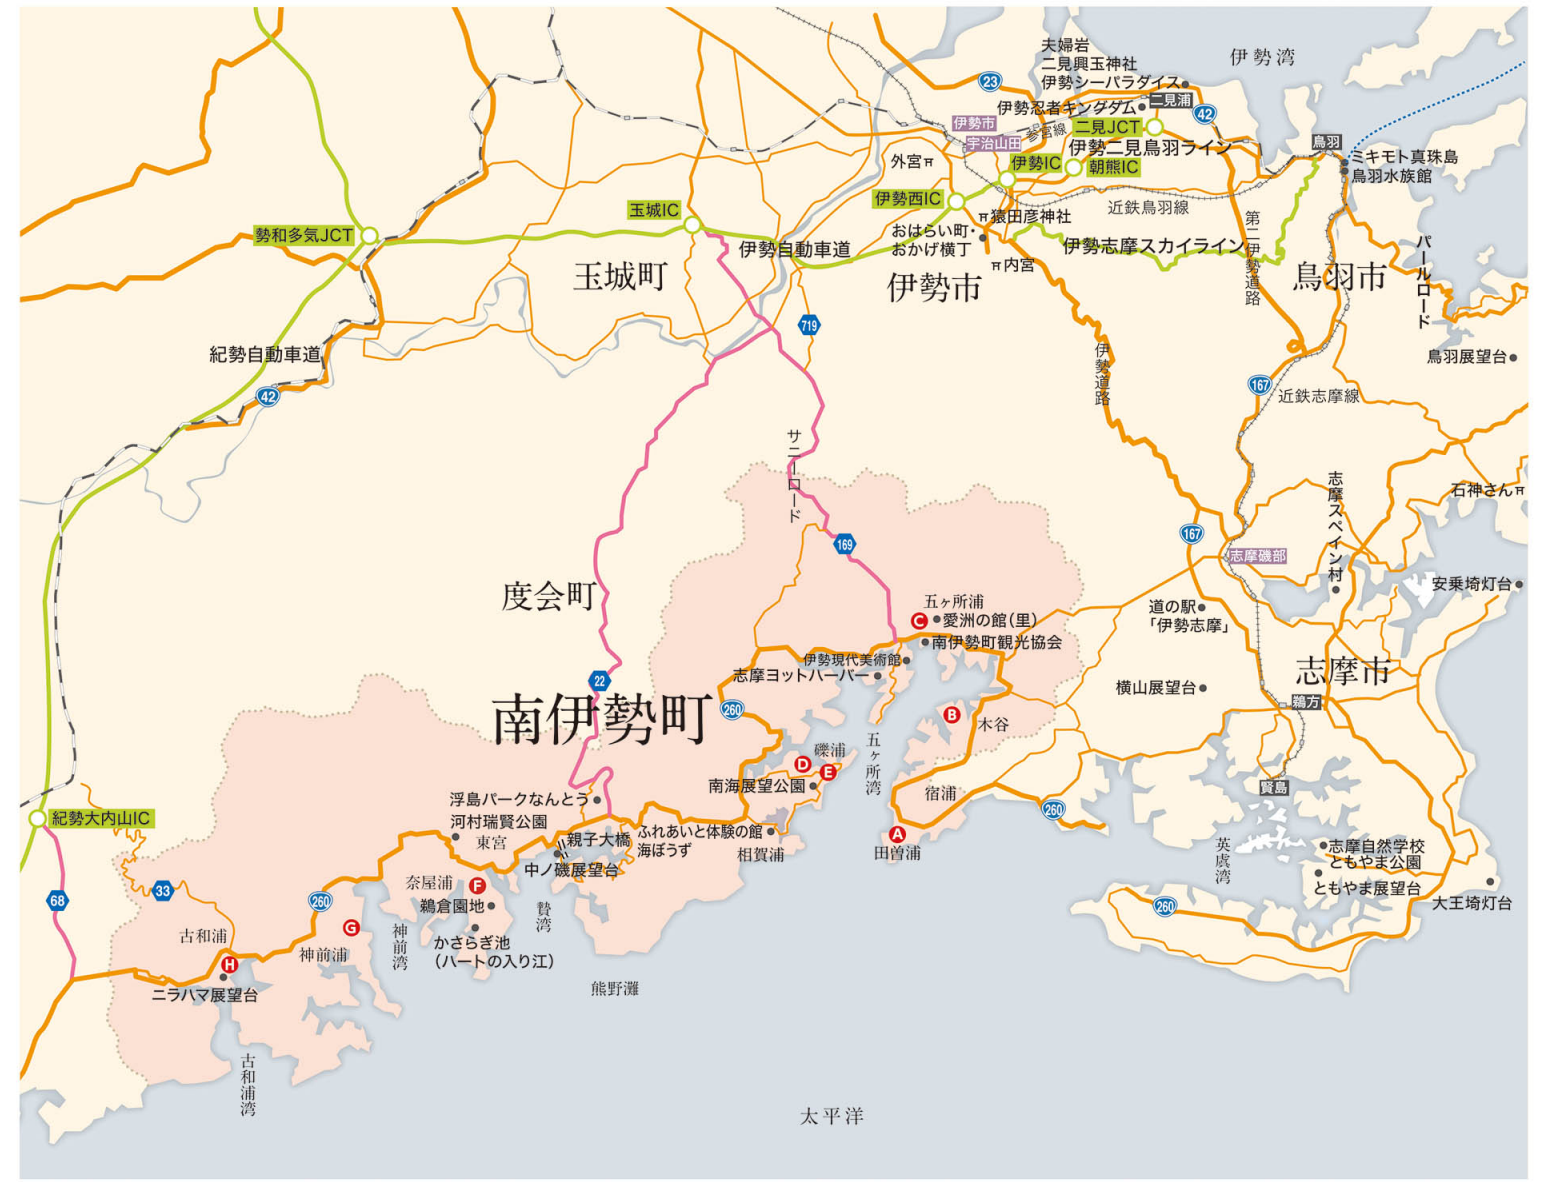 夫婦岩
二見興玉神社
伊勢シーパラダイス
伊勢湾
23
伊勢忍者キングダム
二見浦
42
伊勢市
参宮線
二見JCT
宇治山田
伊勢二見鳥羽ライン
鳥羽
外宮
伊勢IC
朝熊IC
ミキモト真珠島
鳥羽水族館
伊勢西IC
近鉄鳥羽線
玉城IC
猿田彦神社
勢和多気JCT
おはらい町・
おかげ横丁
伊勢自動車道
伊勢志摩スカイライン
第二伊勢道路
パールロード
内宮
玉城町
伊勢市
鳥羽市
719
紀勢自動車道
伊勢道路
鳥羽展望台
42
167
近鉄志摩線
サニーロード
志摩スペイン村
石神さん
167
169
志摩磯部
安乗埼灯台
度会町
五ヶ所浦
C
愛洲の館(里)
道の駅
「伊勢志摩」
南伊勢町観光協会
伊勢現代美術館
志摩ヨットハーバー
志摩市
22
横山展望台
南伊勢町
260
B
木谷
鵜方
五ヶ所湾
礫浦
D
E
南海展望公園
宿浦
賢島
浮島パークなんとう
260
紀勢大内山IC
河村瑞賢公園
東宮
親子大橋
ふれあいと体験の館
海ぼうず
相賀浦
A
田曽浦
英虞湾
志摩自然学校
ともやま公園
中ノ磯展望台
奈屋浦
F
ともやま展望台
33
68
260
鵜倉園地
贄湾
260
大王埼灯台
G
古和浦
神前浦
神前湾
かさらぎ池
(ハートの入り江)
H
ニラハマ展望台
熊野灘
古和浦湾
太平洋